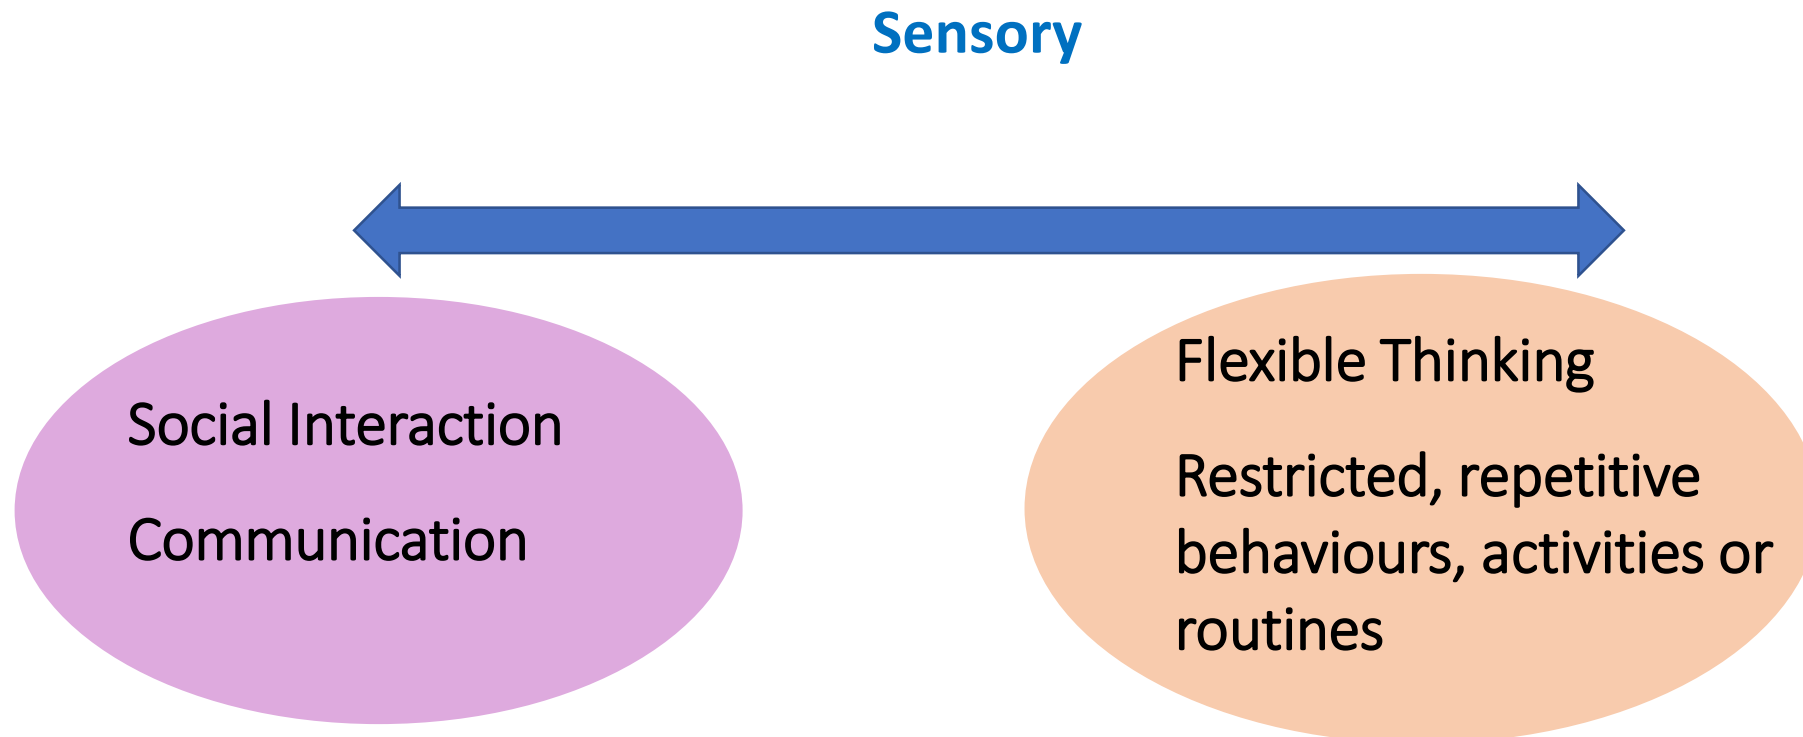 Sensory
Social Interaction
Communication
Flexible Thinking
Restricted, repetitive
behaviours, activities or
routines